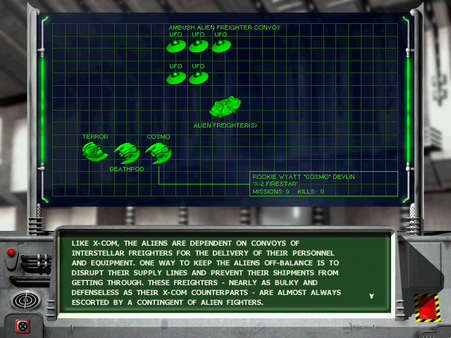 AMBUSH ALIEN FREIGHTER CONVOY
UFO UFO UFO
UFO UFO
ALIEN FREIGHTER(S)
TERROR COSMO
DEATHPOD
ROOKIE WYATT "COSMO" DEVLIN
"X-2 FIRESTAR"
MISSIONS: 0 KILLS: 0
LIKE X-COM, THE ALIENS ARE DEPENDENT ON CONVOYS OF
INTERSTELLAR FREIGHTERS FOR THE DELIVERY OF THEIR PERSONNEL
AND EQUIPMENT. ONE WAY TO KEEP THE ALIENS OFF-BALANCE IS TO
DISRUPT THEIR SUPPLY LINES AND PREVENT THEIR SHIPMENTS FROM
GETTING THROUGH. THESE FREIGHTERS - NEARLY AS BULKY AND
DEFENSELESS AS THEIR X-COM COUNTERPARTS - ARE ALMOST ALWAYS
ESCORTED BY A CONTINGENT OF ALIEN FIGHTERS.